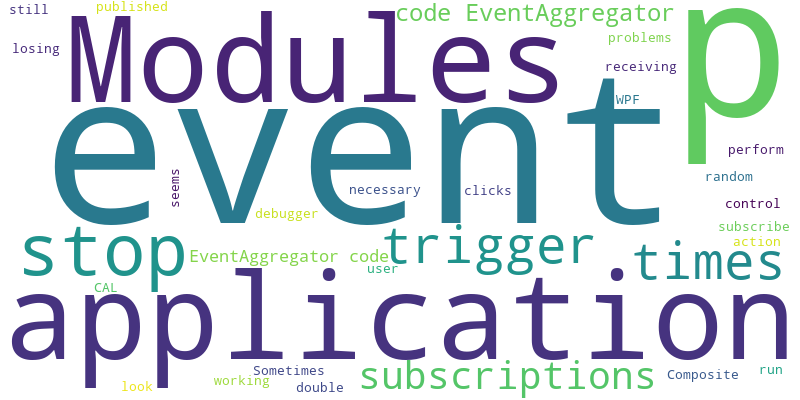 still
published
code EventAggregator
p
Modules
problems
losing
receiving
event
WPF
perform
seems
necessary
clicks
random
control
debugger
subscribe
stop
trigger
action
EventAggregator code
times
user
application
CAL
Sometimes
subscriptions
Composite
run
working
look
double